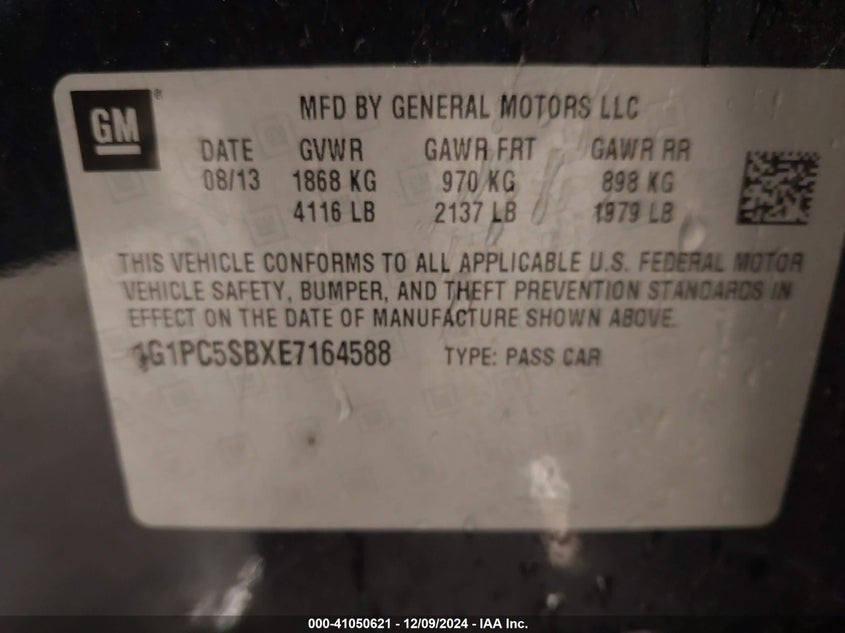 GM®
MFD BY GENERAL MOTORS LLC
DATE GVWR GAWR FRT GAWR RR
08/13 1868 KG 970 KG 898 KG
4116 LB 2137 LB 1979 LB
THIS VEHICLE CONFORMS TO ALL APPLICABLE U.S. FEDERAL MOTOR
VEHICLE SAFETY, BUMPER, AND THEFT PREVENTION STANDARDS IN
EFFECT ON THE DATE OF MANUFACTURE SHOWN ABOVE.
1G1PC5SBXE7164588 TYPE: PASS CAR
000-41050621 - 12/09/2024 - IAA Inc.